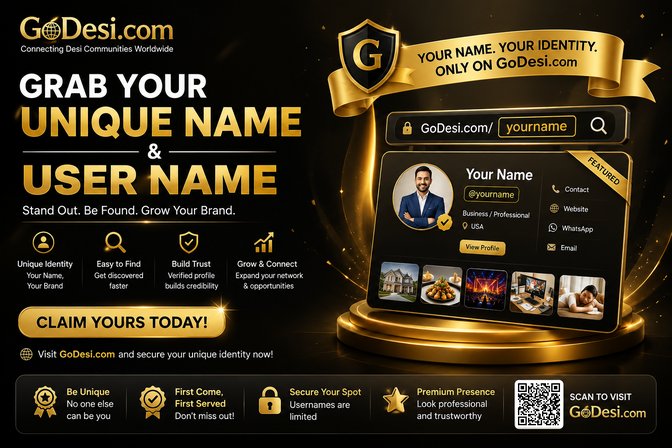 GoDesi.com
Connecting Desi Communities Worldwide
GRAB YOUR
UNIQUE NAME
&
USER NAME
Stand Out. Be Found. Grow Your Brand.
Unique Identity
Your Name,
Your Brand
Easy to Find
Get discovered
faster
Build Trust
Verified profile
builds credibility
Grow & Connect
Expand your network
& opportunities
CLAIM YOURS TODAY!
Visit GoDesi.com and secure your unique identity now!
G
YOUR NAME. YOUR IDENTITY.
ONLY ON GoDesi.com
GoDesi.com/ yourname
FEATURED
Your Name
@yourname
Business / Professional
USA
View Profile
Contact
Website
WhatsApp
Email
Be Unique
No one else
can be you
First Come,
First Served
Don't miss out!
Secure Your Spot
Usernames are
limited
Premium Presence
Look professional
and trustworthy
SCAN TO VISIT
GoDesi.com